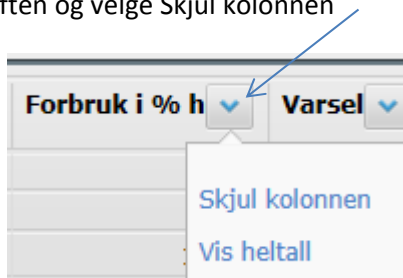 ften og velge Skjul kolonnen
Forbruk i % h Varsel
Skjul kolonnen
Vis heltall